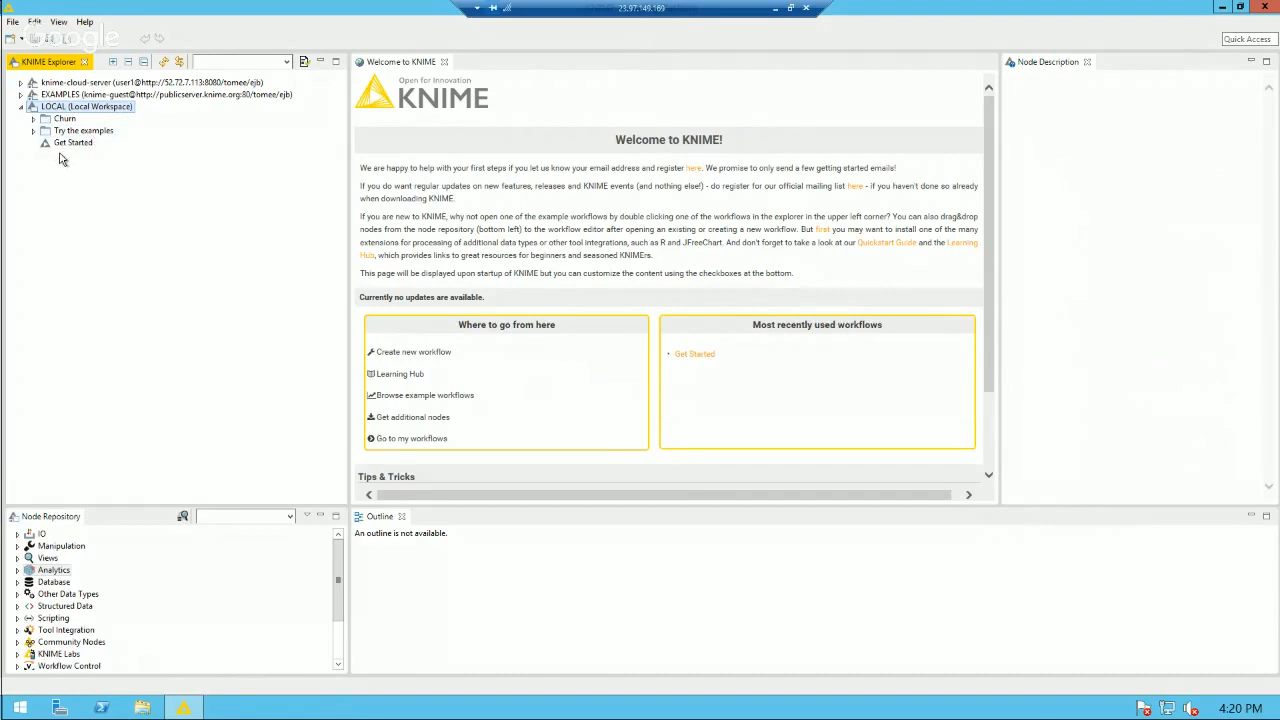 23.97.149.169
File Edit View Help
Google
Quick Access
KNIME Explorer
knime-cloud-server (user1@http://52.72.7.113:8080/tomee/ejb)
EXAMPLES (knime-guest@http://publicserver.knime.org:80/tomee/ejb)
LOCAL (Local Workspace)
Churn
Try the examples
Get Started
Welcome to KNIME
Open for Innovation
KNIME
Welcome to KNIME!
We are happy to help with your first steps if you let us know your email address and register here. We promise to only send a few getting started emails!
If you do want regular updates on new features, releases and KNIME events (and nothing else!) - do register for our official mailing list here - if you haven't done so already
when downloading KNIME.
If you are new to KNIME, why not open one of the example workflows by double clicking one of the workflows in the explorer in the upper left corner? You can also drag&drop
nodes from the node repository (bottom left) to the workflow editor after opening an existing or creating a new workflow. But first you may want to install one of the many
extensions for processing of additional data types or other tool integrations, such as R and JFreeChart. And don't forget to take a look at our Quickstart Guide and the Learning
Hub, which provides links to great resources for beginners and seasoned KNIMErs.
This page will be displayed upon startup of KNIME but you can customize the content using the checkboxes at the bottom.
Currently no updates are available.
Where to go from here
Create new workflow
Learning Hub
Browse example workflows
Get additional nodes
Go to my workflows
Most recently used workflows
• Get Started
Tips & Tricks
Node Description
Node Repository
IO
Manipulation
Views
Analytics
Database
Other Data Types
Structured Data
Scripting
Tool Integration
Community Nodes
KNIME Labs
Workflow Control
Outline
An outline is not available.
4:20 PM